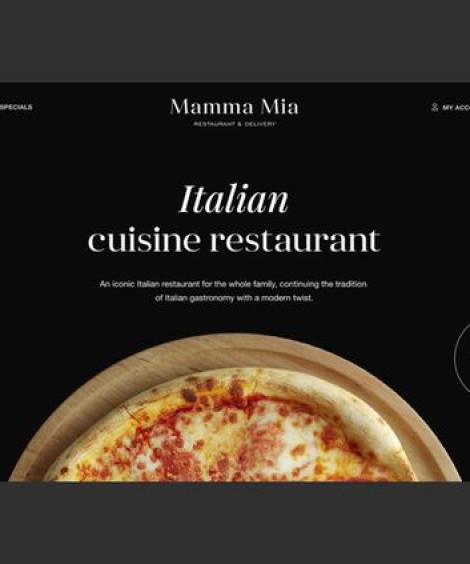 SPECIALS
Mamma Mia
MY ACCO
RESTAURANT & DELIVERY
Italian
cuisine restaurant
An iconic Italian restaurant for the whole family, continuing the tradition
of Italian gastronomy with a modern twist.